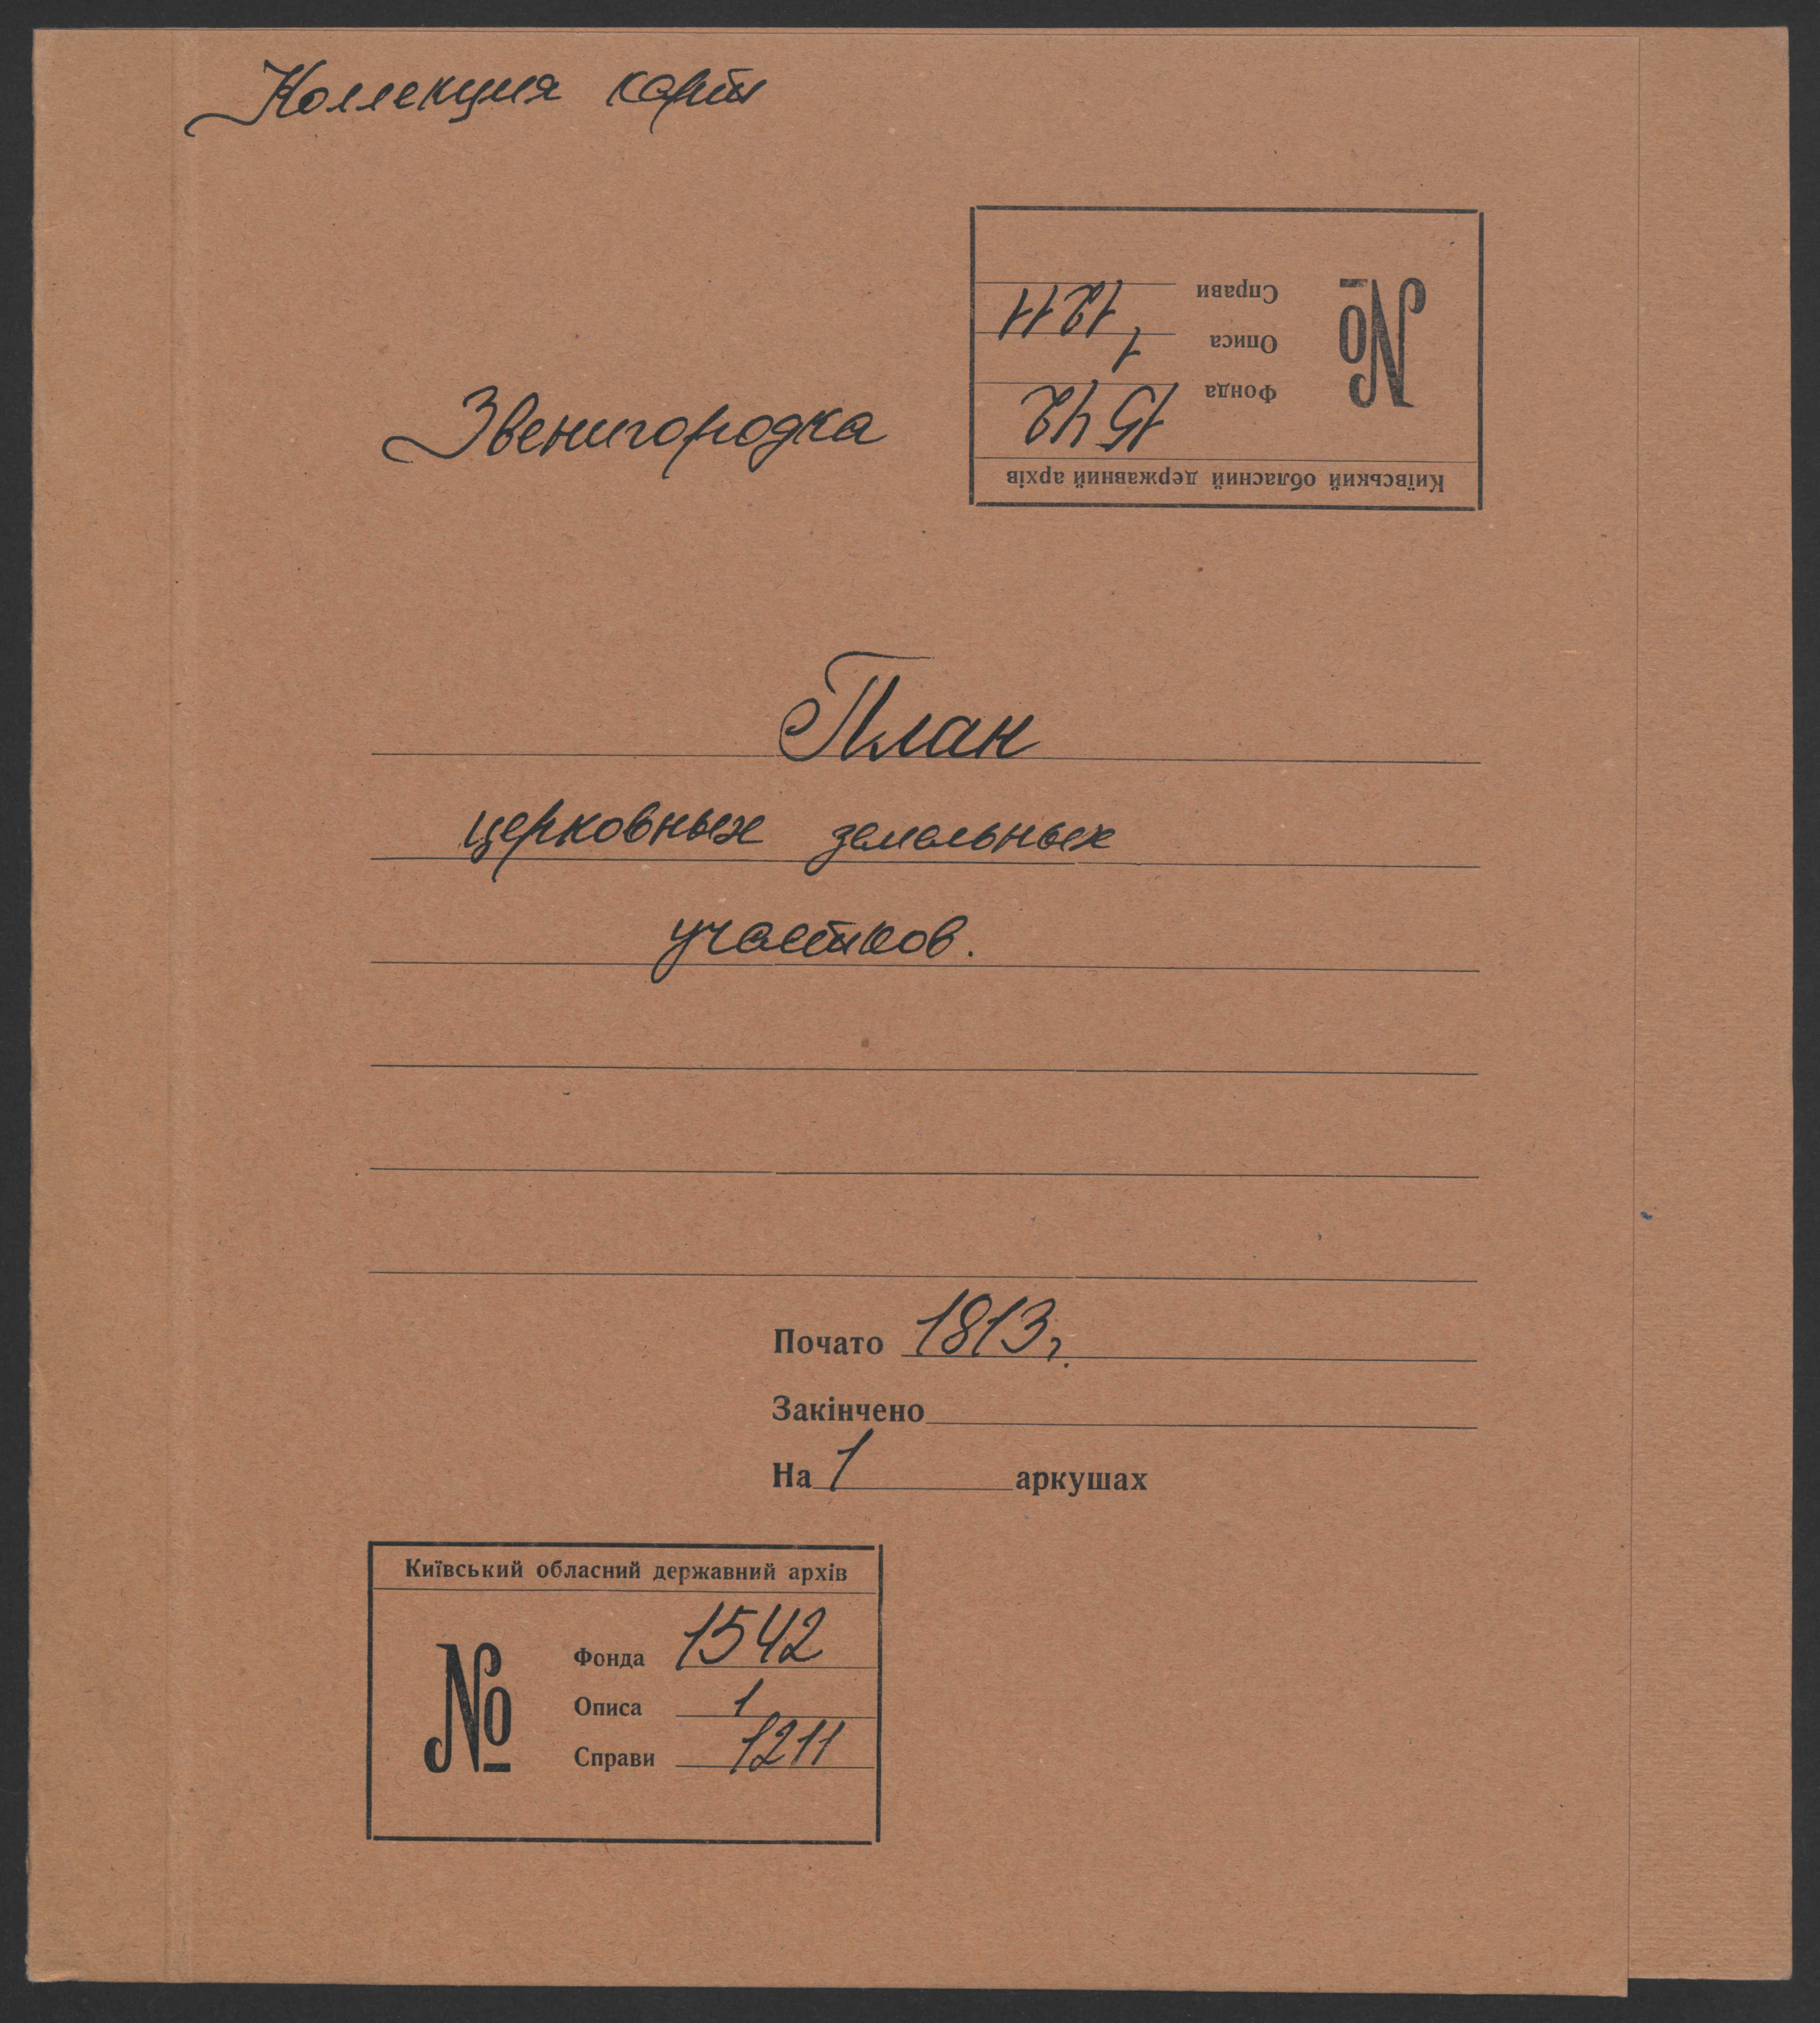 Коллекция карт
Звенигородка
Київський обласний державний архів
№
Фонда 1542
Описа 1
Справи 1211
План
церковных земельных
участков.
Почато 1813 г.
Закінчено
На 1 аркушах
Київський обласний державний архів
№
Фонда 1542
Описа 1
Справи 1211